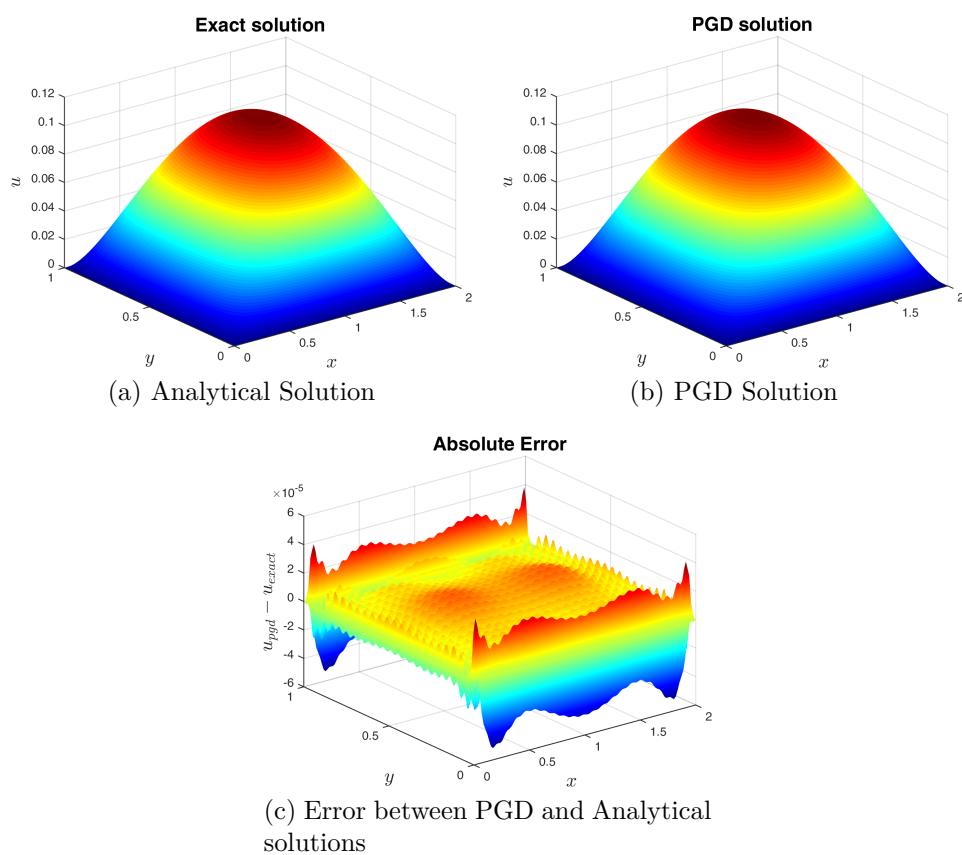 Exact solution
0.12
0.1
0.08
0.06
0.04
0.02
0
u
1
0.5
0
y
0
0.5
1
1.5
2
x
(a) Analytical Solution
PGD solution
0.12
0.1
0.08
0.06
0.04
0.02
0
u
1
0.5
0
y
0
0.5
1
1.5
2
x
(b) PGD Solution
Absolute Error
×10⁻⁵
6
4
2
0
-2
-4
-6
u_{pgd} − u_{exact}
1
0.5
0
y
0
0.5
1
1.5
2
x
(c) Error between PGD and Analytical
solutions